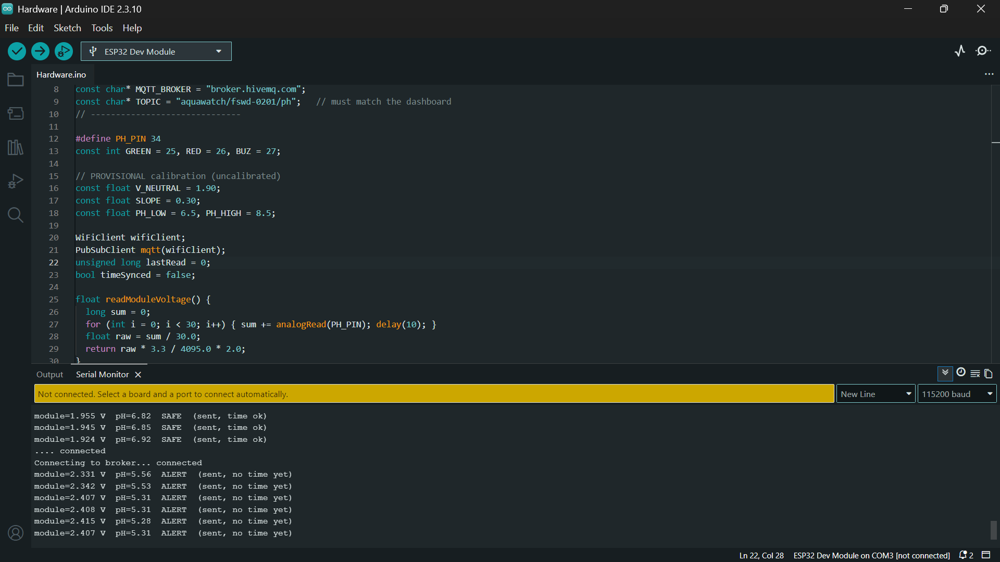 Hardware | Arduino IDE 2.3.10
File Edit Sketch Tools Help
ESP32 Dev Module
Hardware.ino
8 const char* MQTT_BROKER = "broker.hivemq.com";
9 const char* TOPIC = "aquawatch/fswd-0201/ph";   // must match the dashboard
10 // ------------------------------
11
12 #define PH_PIN 34
13 const int GREEN = 25, RED = 26, BUZ = 27;
14
15 // PROVISIONAL calibration (uncalibrated)
16 const float V_NEUTRAL = 1.90;
17 const float SLOPE = 0.30;
18 const float PH_LOW = 6.5, PH_HIGH = 8.5;
19
20 WiFiClient wifiClient;
21 PubSubClient mqtt(wifiClient);
22 unsigned long lastRead = 0;
23 bool timeSynced = false;
24
25 float readModuleVoltage() {
26   long sum = 0;
27   for (int i = 0; i < 30; i++) { sum += analogRead(PH_PIN); delay(10); }
28   float raw = sum / 30.0;
29   return raw * 3.3 / 4095.0 * 2.0;
30 }
Output Serial Monitor
Not connected. Select a board and a port to connect automatically. New Line 115200 baud
module=1.955 V  pH=6.82  SAFE  (sent, time ok)
module=1.945 V  pH=6.85  SAFE  (sent, time ok)
module=1.924 V  pH=6.92  SAFE  (sent, time ok)
.... connected
Connecting to broker... connected
module=2.331 V  pH=5.56  ALERT  (sent, no time yet)
module=2.342 V  pH=5.53  ALERT  (sent, no time yet)
module=2.407 V  pH=5.31  ALERT  (sent, no time yet)
module=2.408 V  pH=5.31  ALERT  (sent, no time yet)
module=2.415 V  pH=5.28  ALERT  (sent, no time yet)
module=2.407 V  pH=5.31  ALERT  (sent, no time yet)
Ln 22, Col 28 ESP32 Dev Module on COM3 [not connected] 2